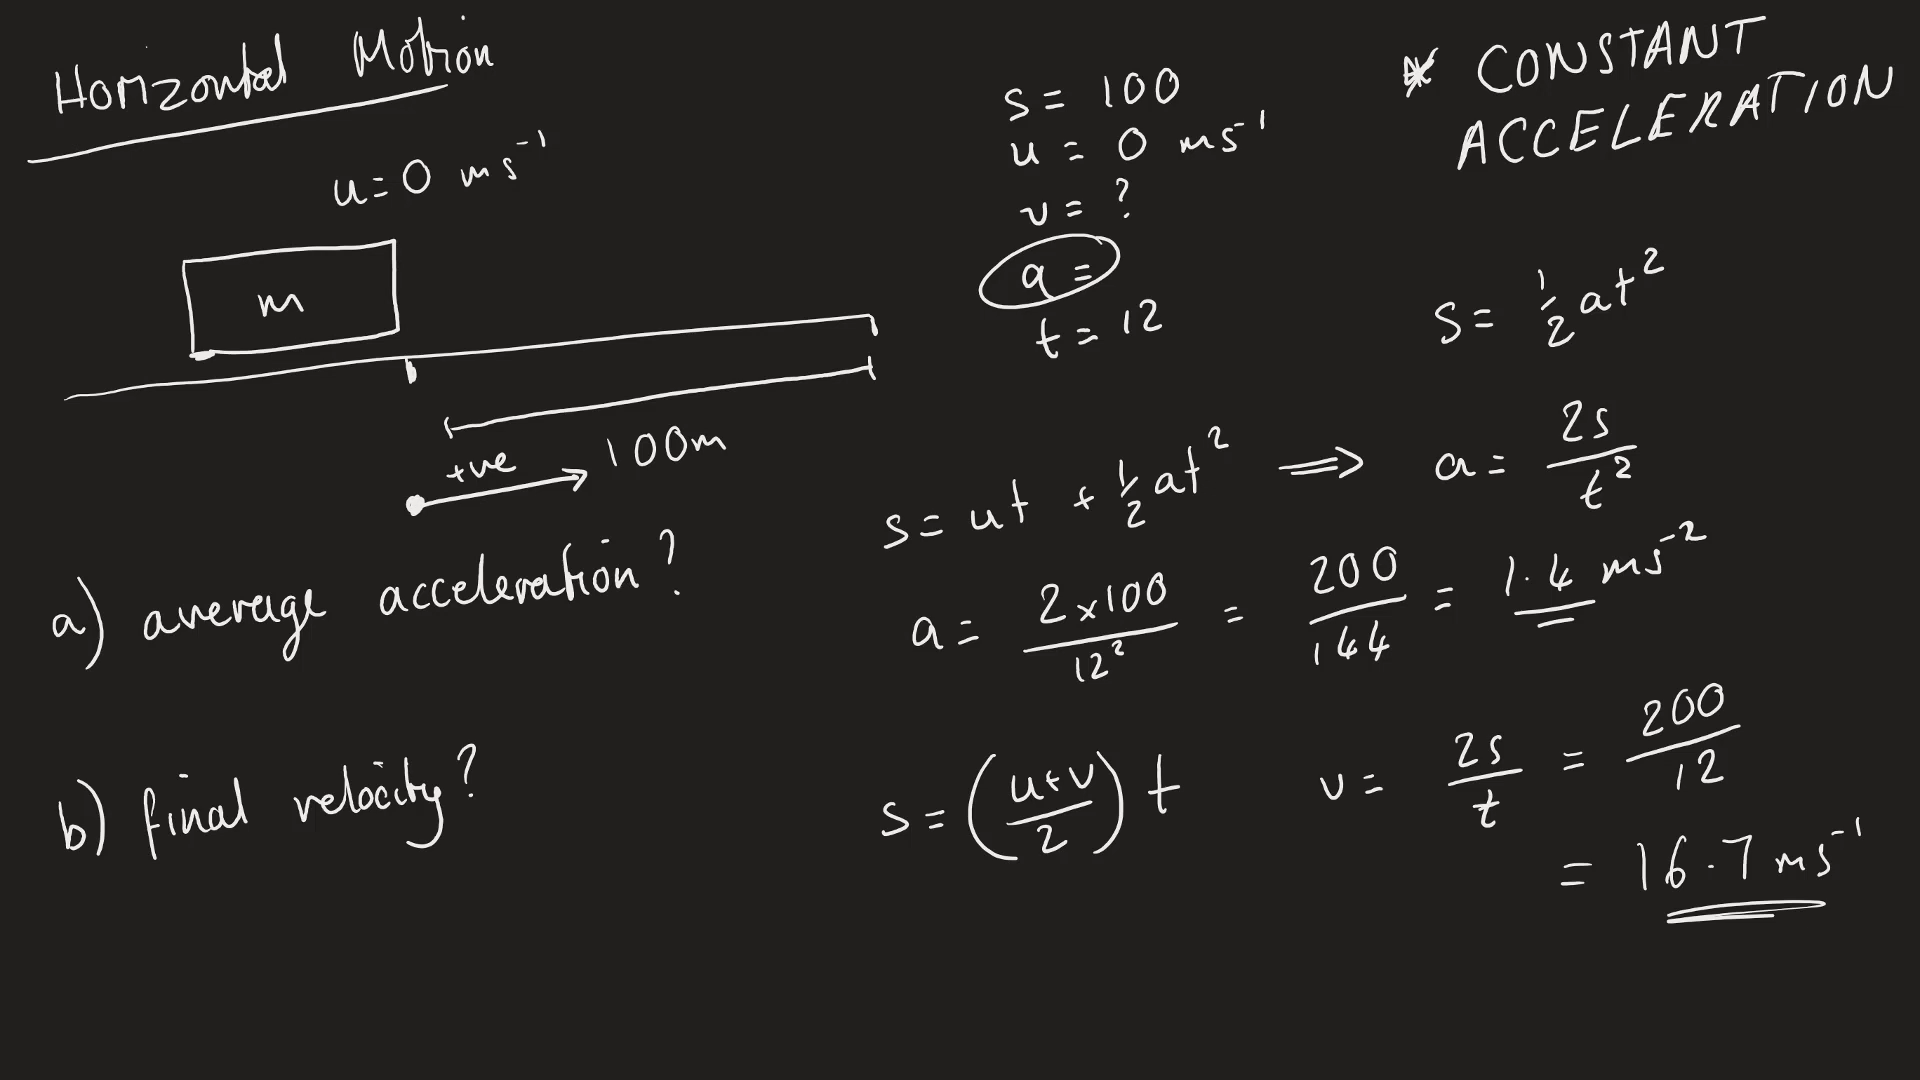 Horizontal Motion
u = 0 ms⁻¹
m
100m
+ve
a) average acceleration?
b) final velocity?
s = 100
u = 0 ms⁻¹
v = ?
a =
t = 12
* CONSTANT
ACCELERATION
s = ½at²
s = ut + ½at² ⟹ a = 2s/t²
a = 2×100/12² = 200/144 = 1.4 ms⁻²
s = (u+v/2) t v = 2s/t = 200/12
= 16.7 ms⁻¹